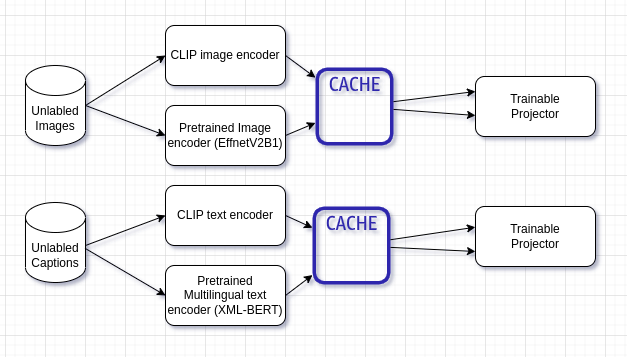 Unlabled
Images
CLIP image encoder
Pretrained Image
encoder (EffnetV2B1)
CACHE
Trainable
Projector
Unlabled
Captions
CLIP text encoder
Pretrained
Multilingual text
encoder (XML-BERT)
CACHE
Trainable
Projector